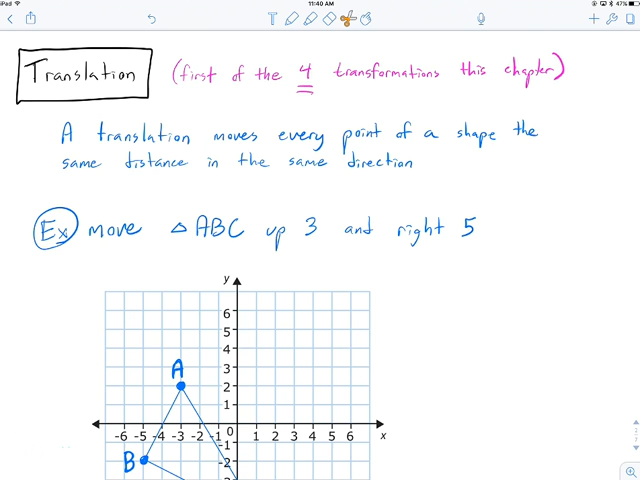 iPad
11:40 AM
47%
Translation (first of the 4 transformations this chapter)
A translation moves every point of a shape the
same distance in the same direction
Ex move △ABC up 3 and right 5
y
6
5
4
A
3
2
1
-6 -5 -4 -3 -2 -1 0 1 2 3 4 5 6 x
-1
B
-2